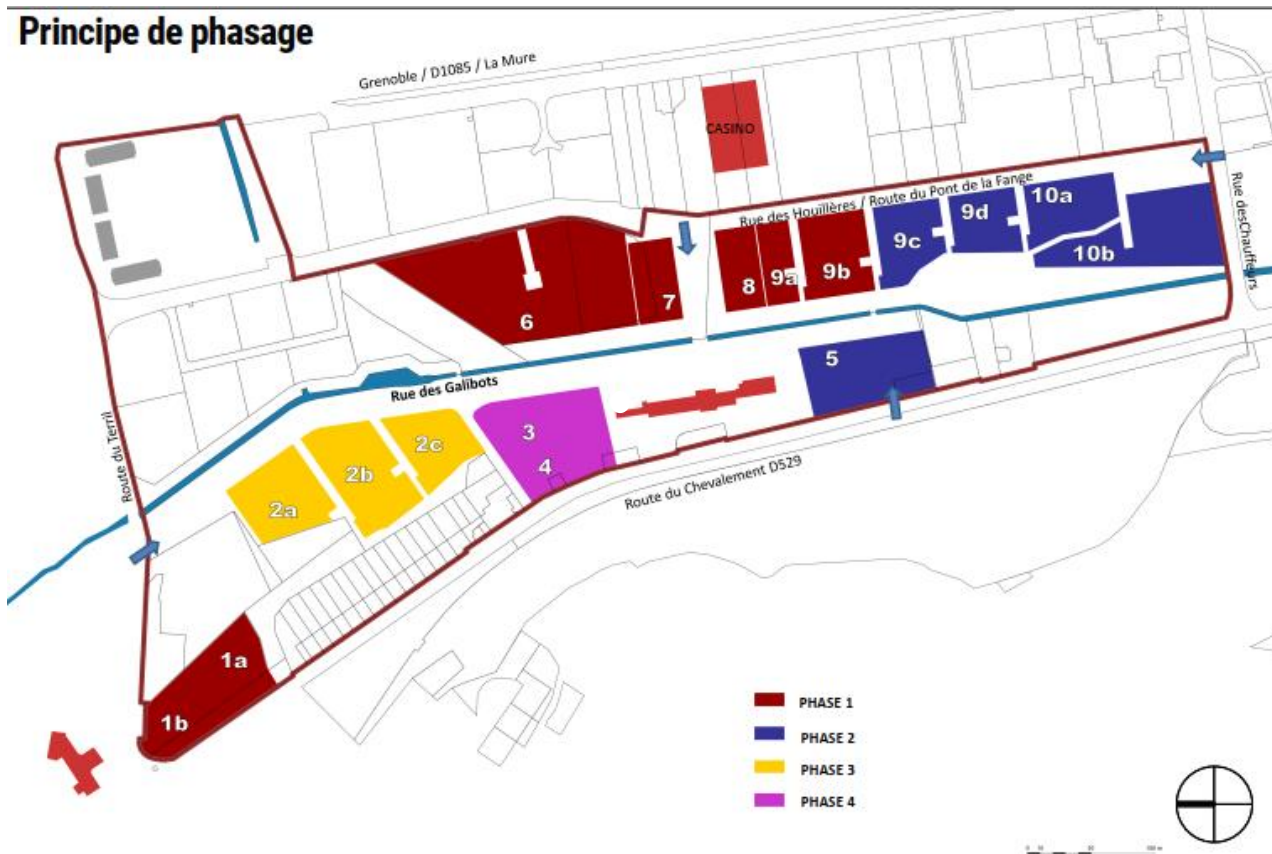 Principe de phasage
Grenoble / D1085 / La Mure
CASINO
Rue des Houillères / Route du Pont de la Fange
Rue desChauffeurs
10a
9d
9c
10b
9b
9a
8
7
6
5
Rue des Galibots
Route du Terril
2c
3
2b
4
2a
Route du Chevalement D529
1a
1b
PHASE 1
PHASE 2
PHASE 3
PHASE 4